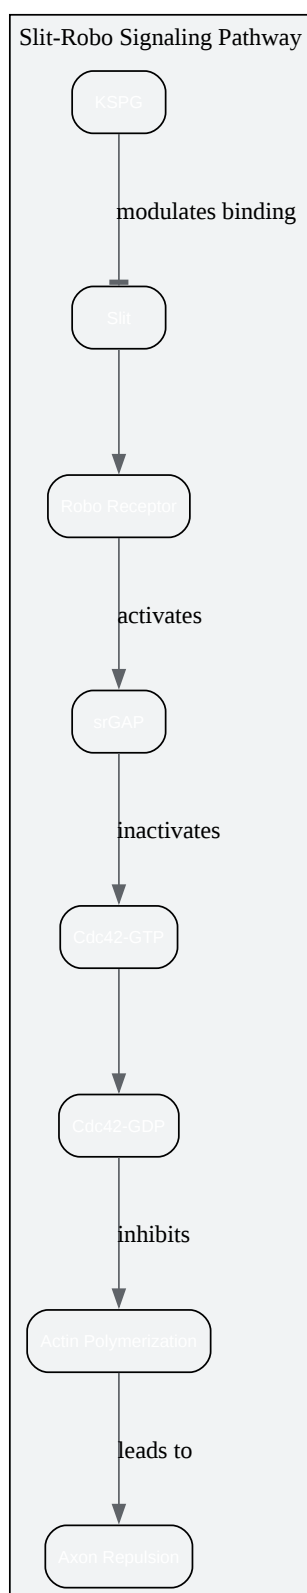 Slit-Robo Signaling Pathway
KSPG
modulates binding
Slit
Robo Receptor
activates
srGAP
inactivates
Cdc42-GTP
Cdc42-GDP
inhibits
Actin Polymerization
leads to
Axon Repulsion